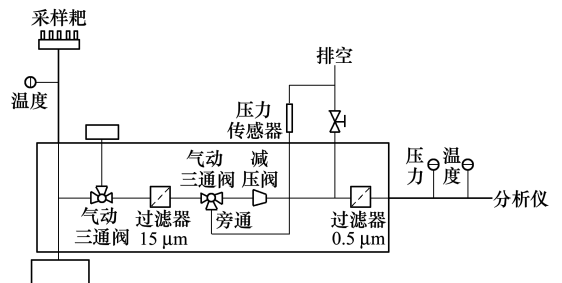 采样耙
排空
温度
压力
传感器
气动
三通阀
减
压阀
压
力
温
度
分析仪
气动
三通阀
过滤器
15 μm
旁通
过滤器
0.5 μm